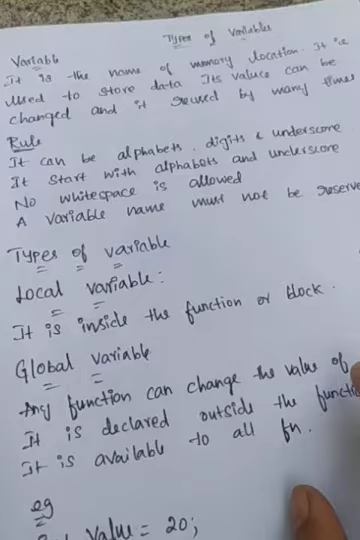 Types of Variables
Variable
It is the name of memory location. It is
used to store data Its values can be
changed and it reused by many times
Rule
It can be alphabets, digits & underscore
It start with alphabets and underscore
No whitespace is allowed
A variable name must not be reserve
Types of variable
Local variable:
It is inside the function or block.
Global variable
Any function can change the value of
It is declared outside the functi
It is available to all fn.
eg
value = 20;